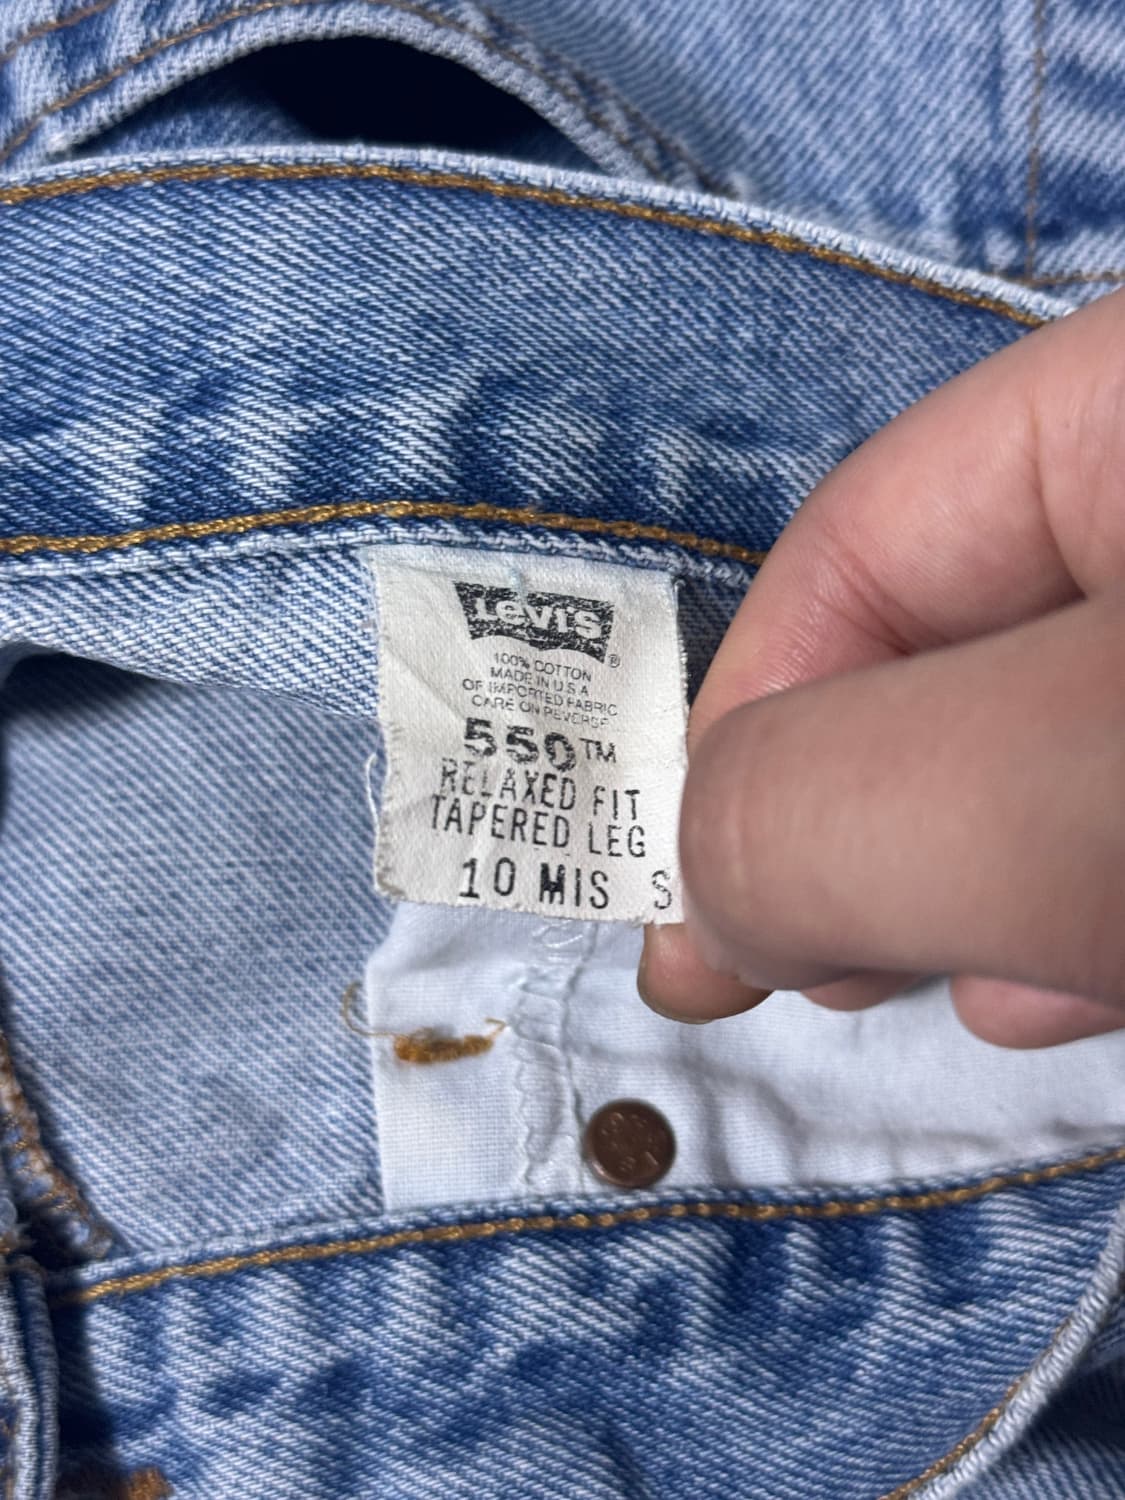 Levi's®
100% COTTON
MADE IN U S A
OF IMPORTED FABRIC
CARE ON REVERSE
550™
RELAXED FIT
TAPERED LEG
10 MIS S